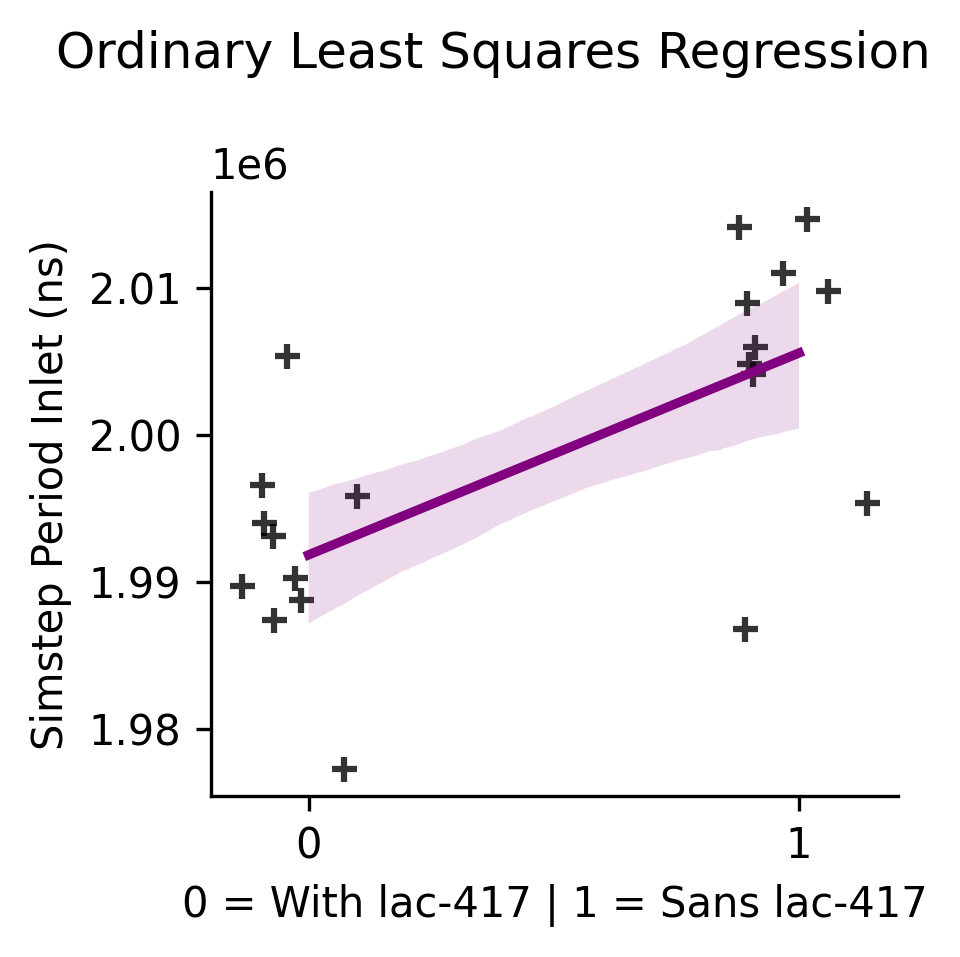 Ordinary Least Squares Regression
1e6
Simstep Period Inlet (ns)
2.01
2.00
1.99
1.98
0 1
0 = With lac-417 | 1 = Sans lac-417